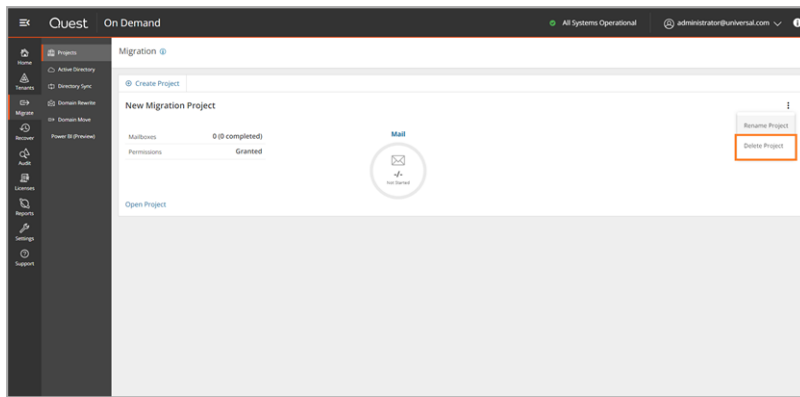 Quest On Demand
All Systems Operational
administrator@universal.com
Home
Tenants
Migrate
Recover
Audit
Licenses
Reports
Settings
Support
Projects
Active Directory
Directory Sync
Domain Rewrite
Domain Move
Power BI (Preview)
Migration
Create Project
New Migration Project
Rename Project
Delete Project
Mailboxes 0 (0 completed)
Permissions Granted
Mail
-/-
Not Started
Open Project